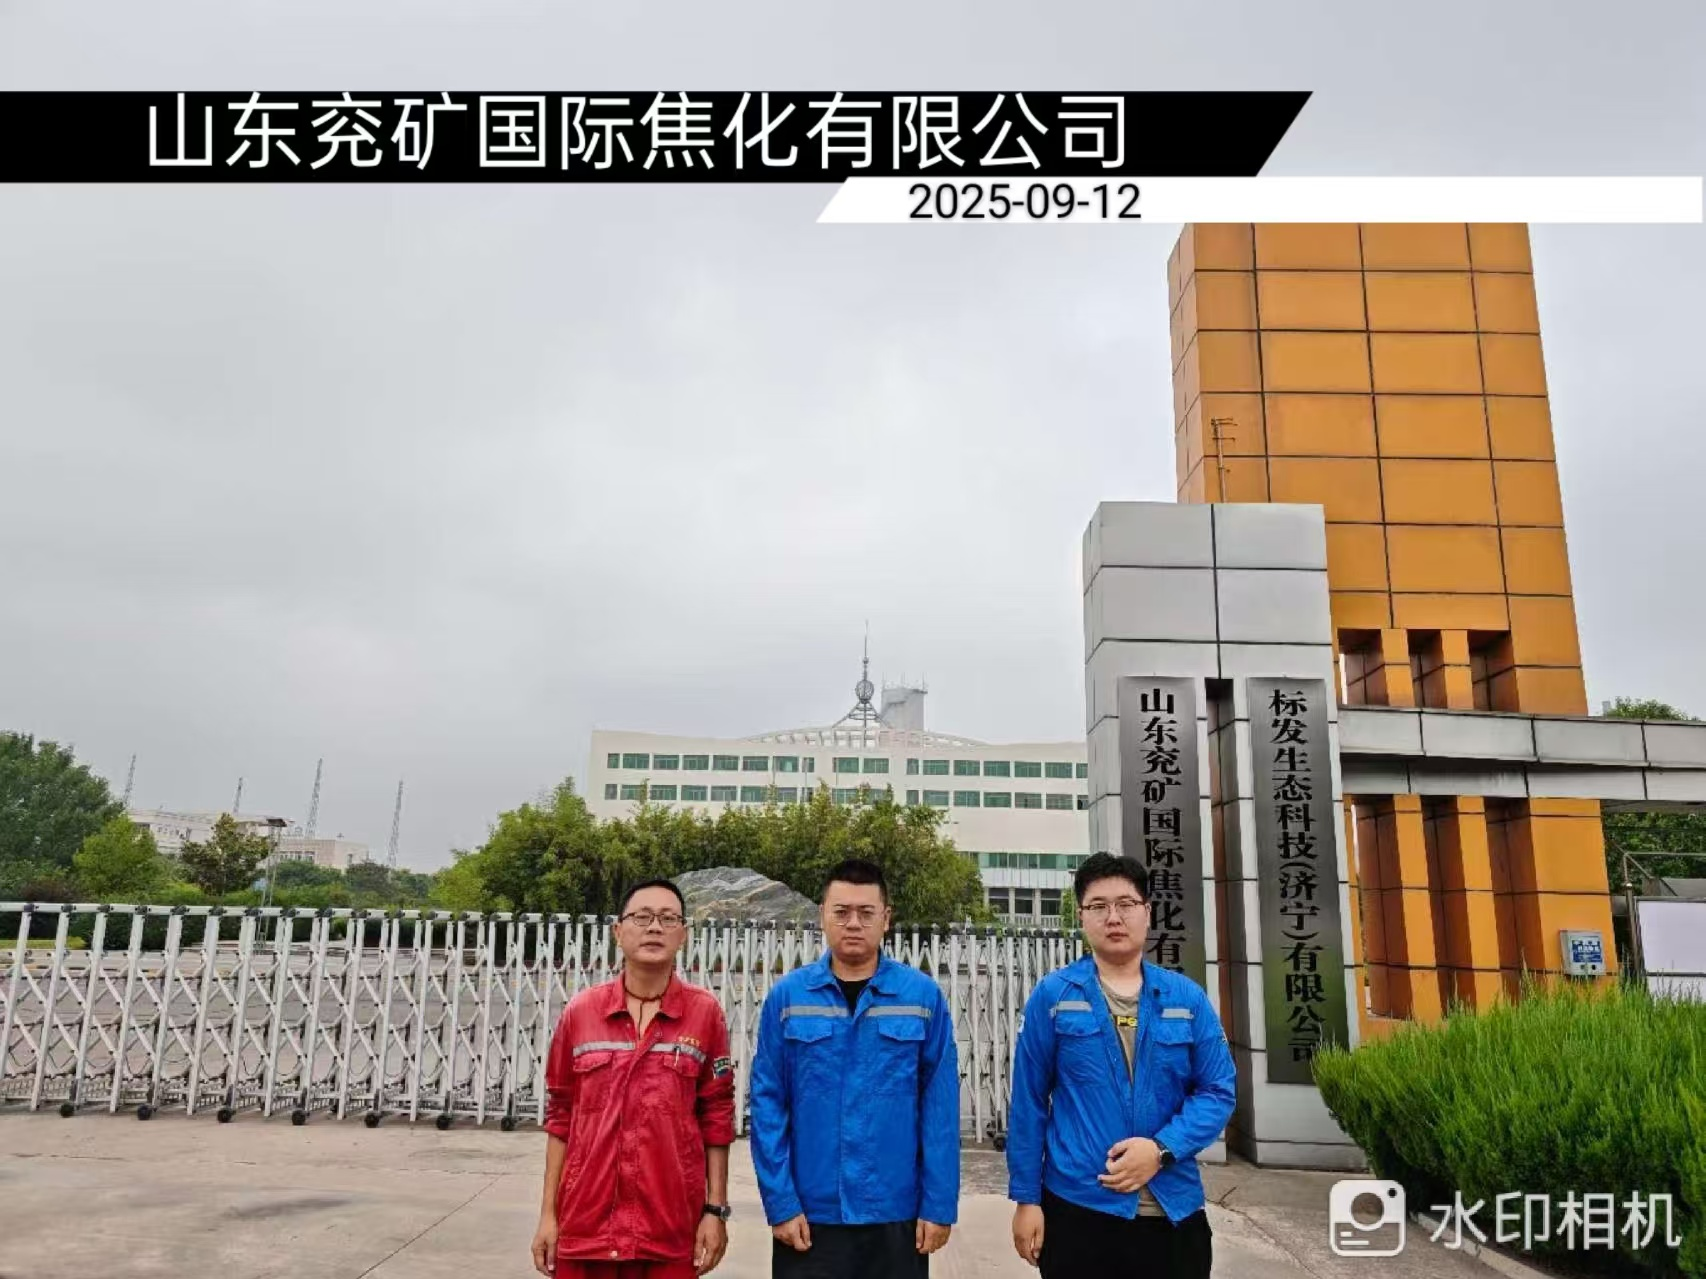 山东兖矿国际焦化有限公司
2025-09-12
山东兖矿国际焦化有
标发生态科技(济宁)有限公司
水印相机